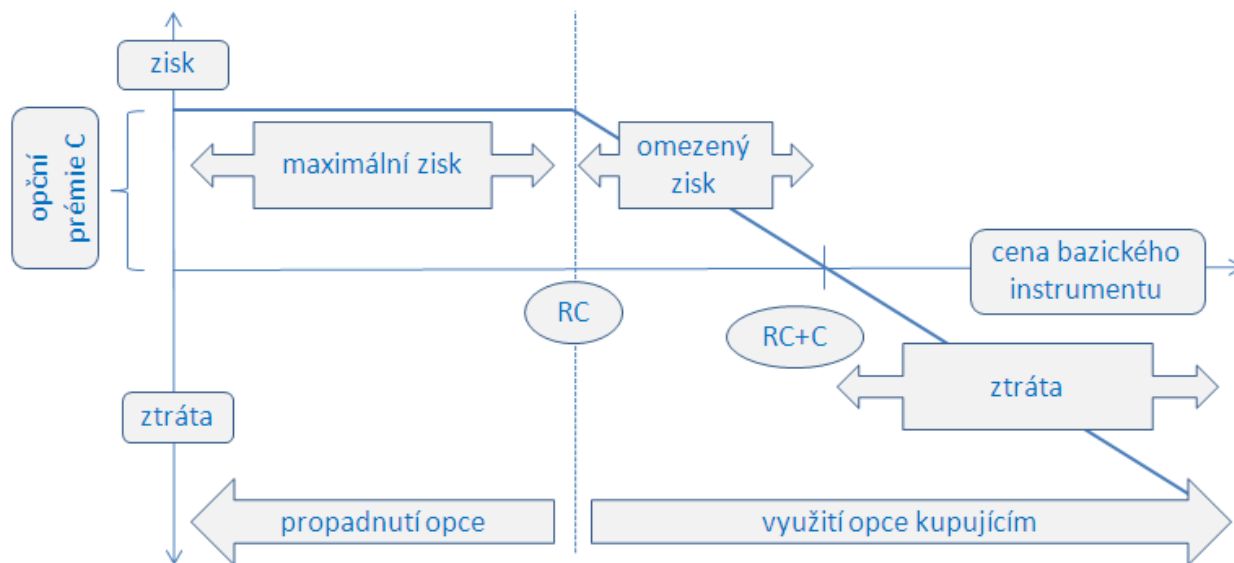 zisk
opční
prémie C
maximální zisk
omezený
zisk
cena bazického
instrumentu
RC
RC+C
ztráta
ztráta
propadnutí opce
využití opce kupujícím